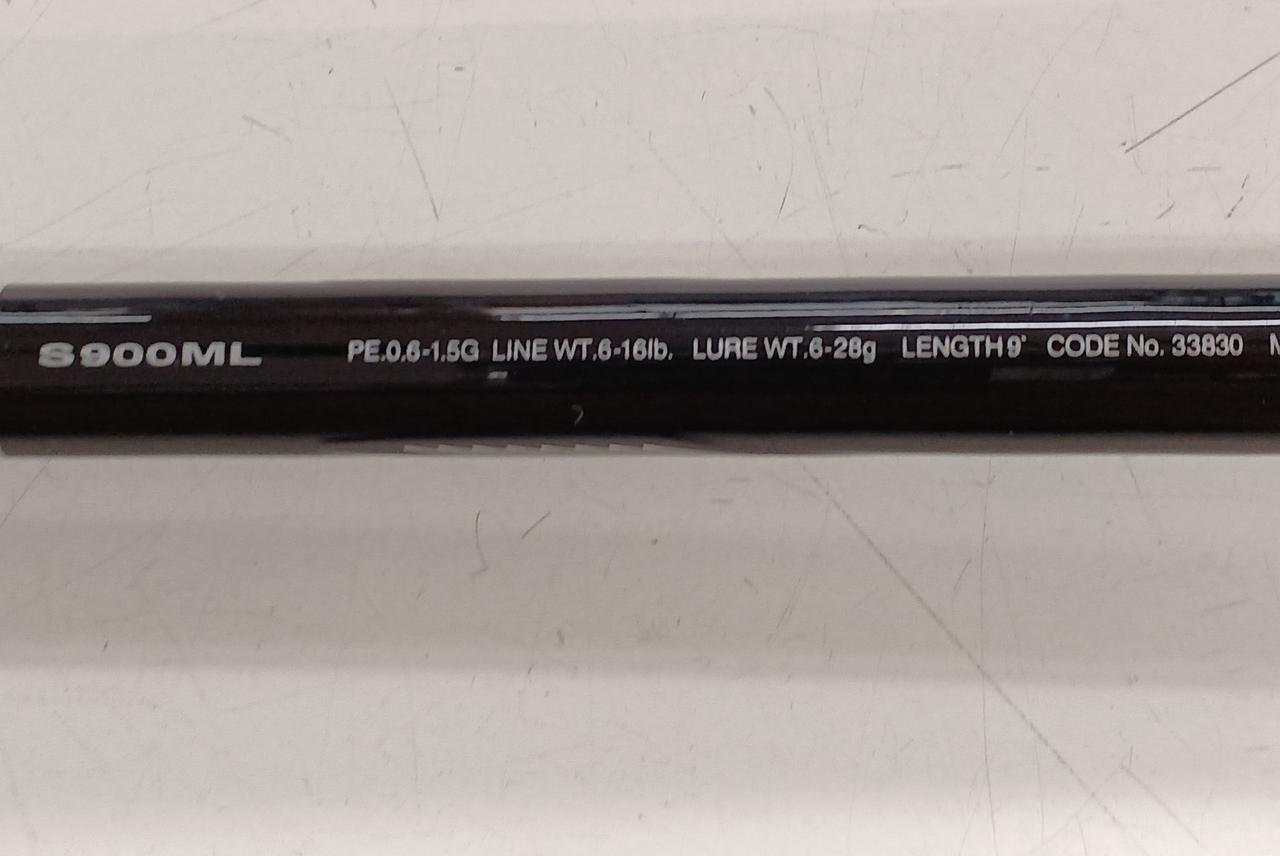 S900ML PE.0.6-1.5G LINE WT.6-16lb. LURE WT.6-28g LENGTH 9' CODE No. 33830